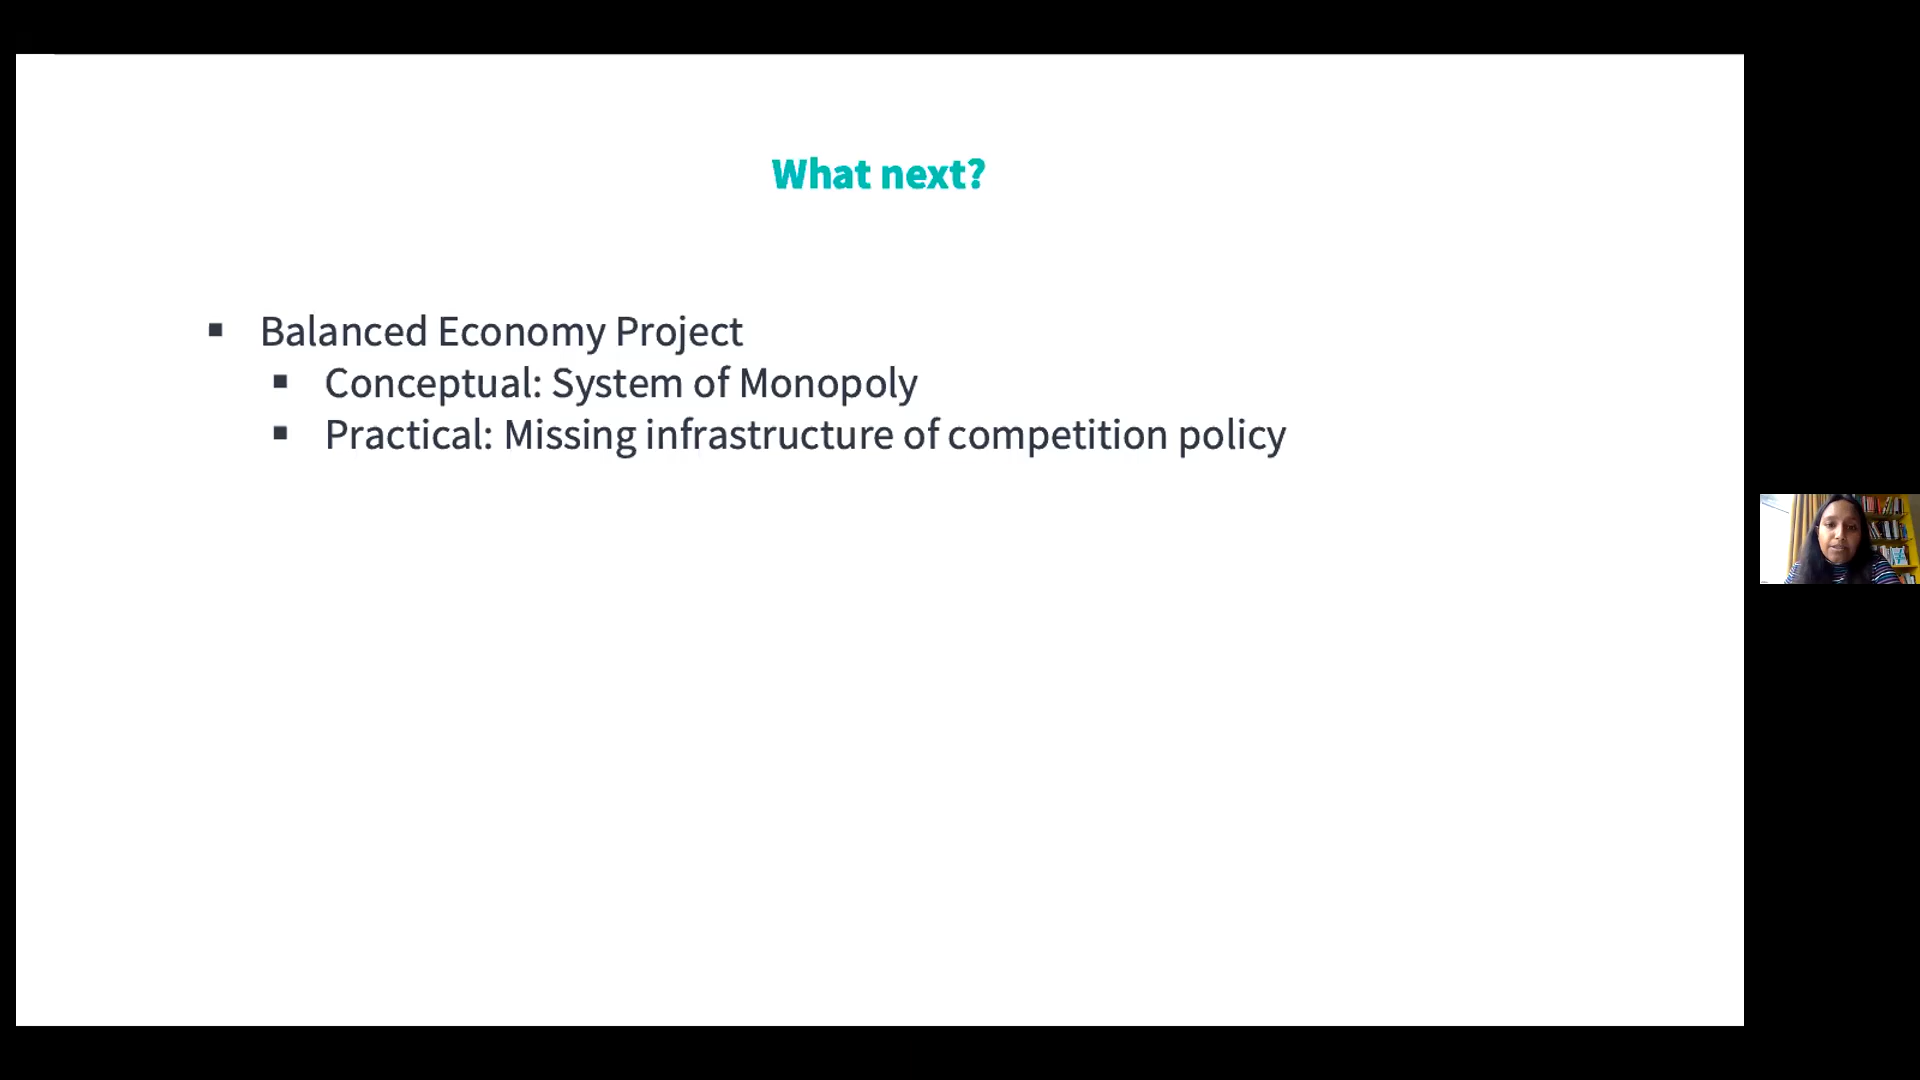 What next?
▪ Balanced Economy Project
▪ Conceptual: System of Monopoly
▪ Practical: Missing infrastructure of competition policy